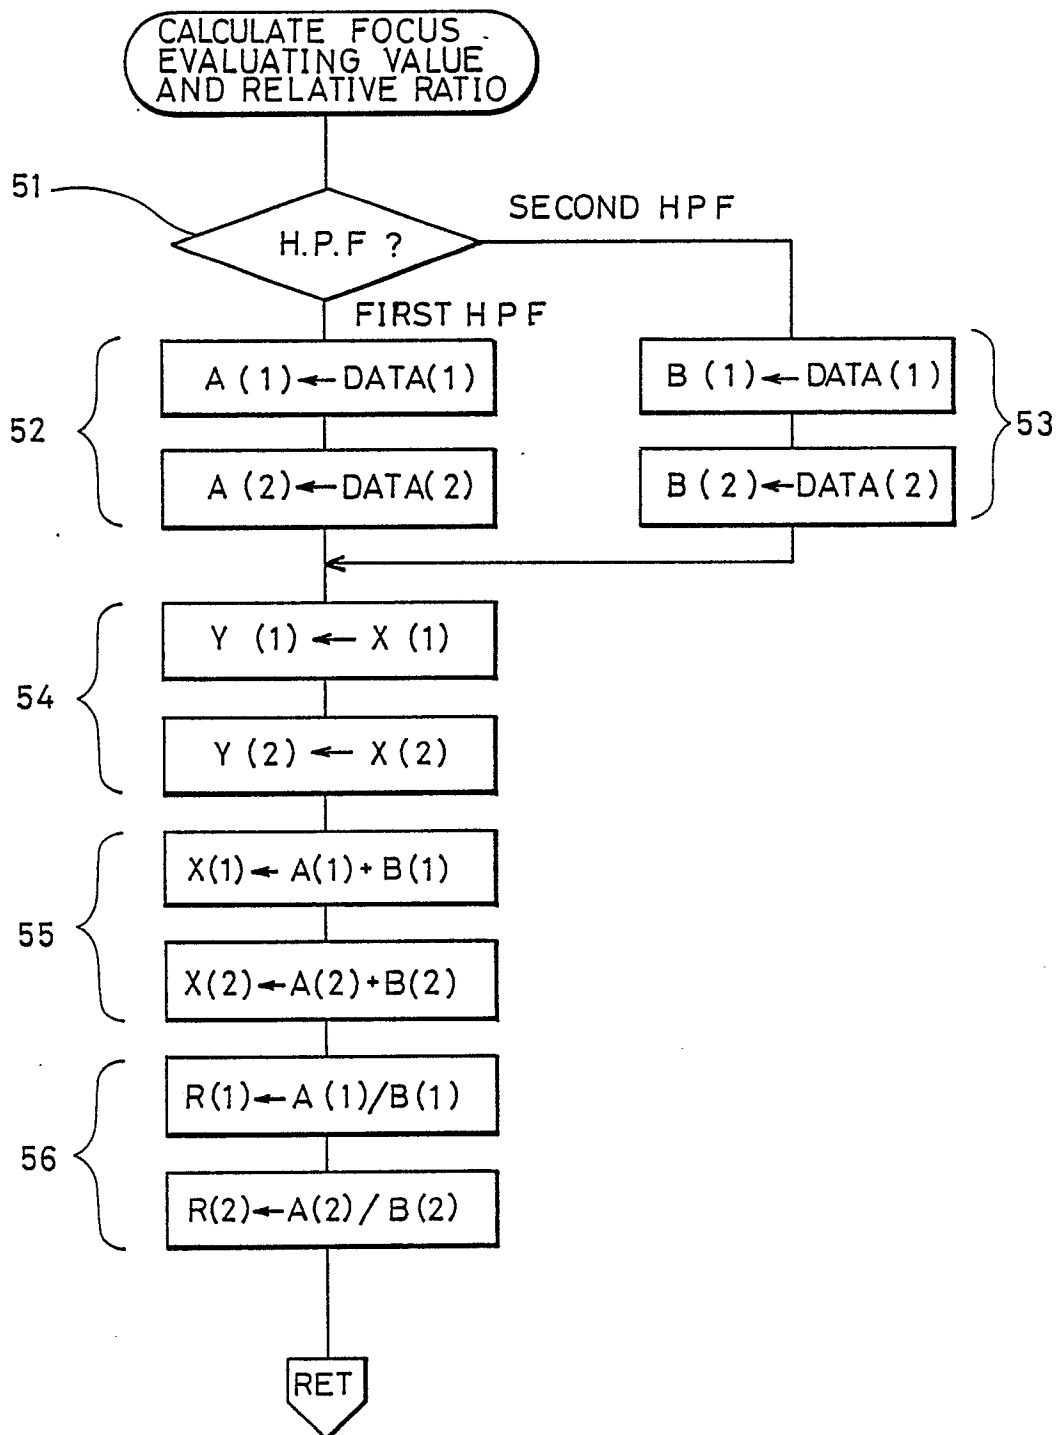 CALCULATE FOCUS
EVALUATING VALUE
AND RELATIVE RATIO
51
H.P.F ?
SECOND HPF
FIRST HPF
52
A (1) ← DATA(1)
A (2) ← DATA(2)
B (1) ← DATA(1)
B (2) ← DATA(2)
53
54
Y (1) ← X (1)
Y (2) ← X (2)
55
X(1) ← A(1) + B(1)
X(2) ← A(2) + B(2)
56
R(1) ← A (1)/B(1)
R(2) ← A(2) / B(2)
RET